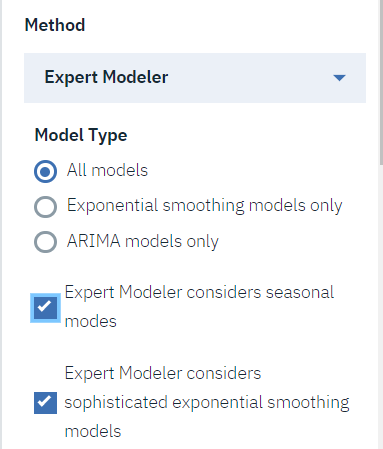 Method
Expert Modeler
Model Type
All models
Exponential smoothing models only
ARIMA models only
Expert Modeler considers seasonal
modes
Expert Modeler considers
sophisticated exponential smoothing
models